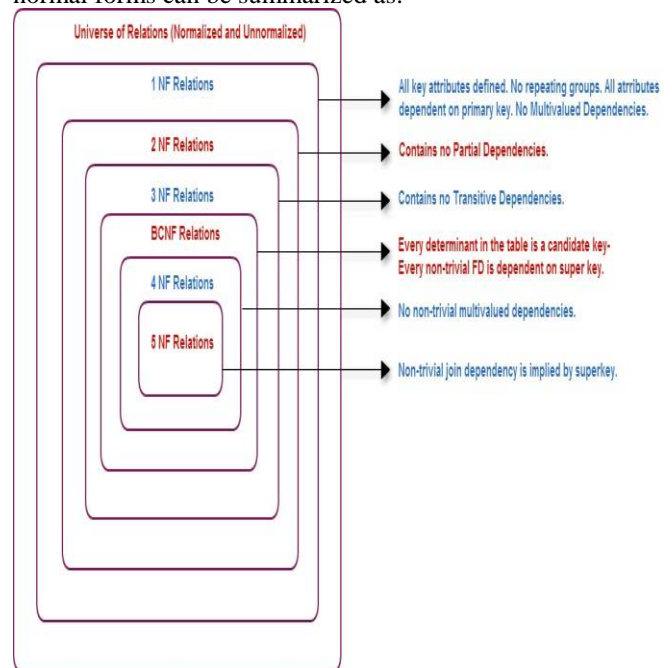 normal forms can be summarized as:
Universe of Relations (Normalized and Unnormalized)
1 NF Relations
All key attributes defined. No repeating groups. All atrributes
dependent on primary key. No Multivalued Dependencies.
2 NF Relations
Contains no Partial Dependencies.
3 NF Relations
Contains no Transitive Dependencies.
BCNF Relations
Every determinant in the table is a candidate key-
Every non-trivial FD is dependent on super key.
4 NF Relations
No non-trivial multivalued dependencies.
5 NF Relations
Non-trivial join dependency is implied by superkey.